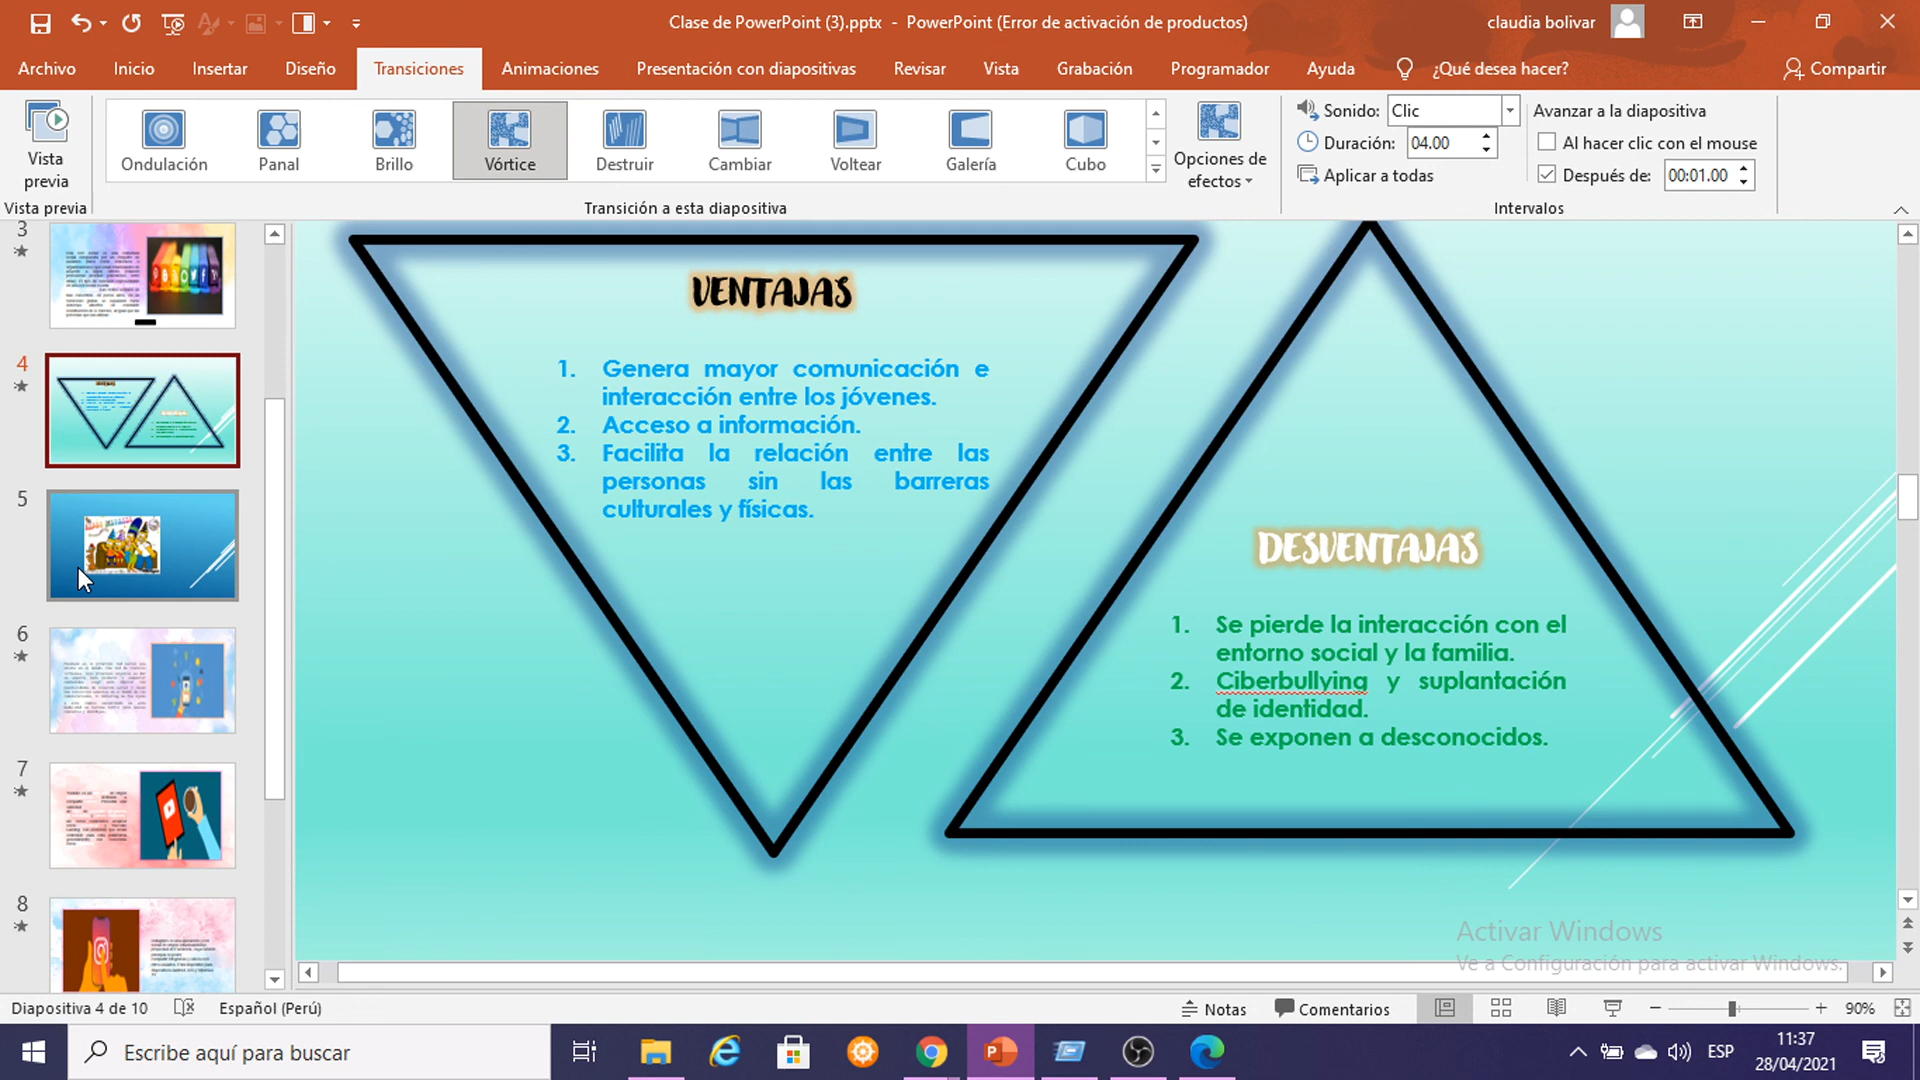 Clase de PowerPoint (3).pptx - PowerPoint (Error de activación de productos)
claudia bolivar
Archivo Inicio Insertar Diseño Transiciones Animaciones Presentación con diapositivas Revisar Vista Grabación Programador Ayuda ¿Qué desea hacer? Compartir
Vista previa
Ondulación Panal Brillo Vórtice Destruir Cambiar Voltear Galería Cubo
Opciones de efectos
Sonido: Clic
Duración: 04.00
Aplicar a todas
Avanzar a la diapositiva
Al hacer clic con el mouse
Después de: 00:01.00
Vista previa
Transición a esta diapositiva
Intervalos
3
4
5
6
7
8
VENTAJAS
1. Genera mayor comunicación e
interacción entre los jóvenes.
2. Acceso a información.
3. Facilita la relación entre las
personas sin las barreras
culturales y físicas.
DESVENTAJAS
1. Se pierde la interacción con el
entorno social y la familia.
2. Ciberbullying y suplantación
de identidad.
3. Se exponen a desconocidos.
Activar Windows
Ve a Configuración para activar Windows.
Diapositiva 4 de 10 Español (Perú) Notas Comentarios 90%
Escribe aquí para buscar
ESP
11:37
28/04/2021